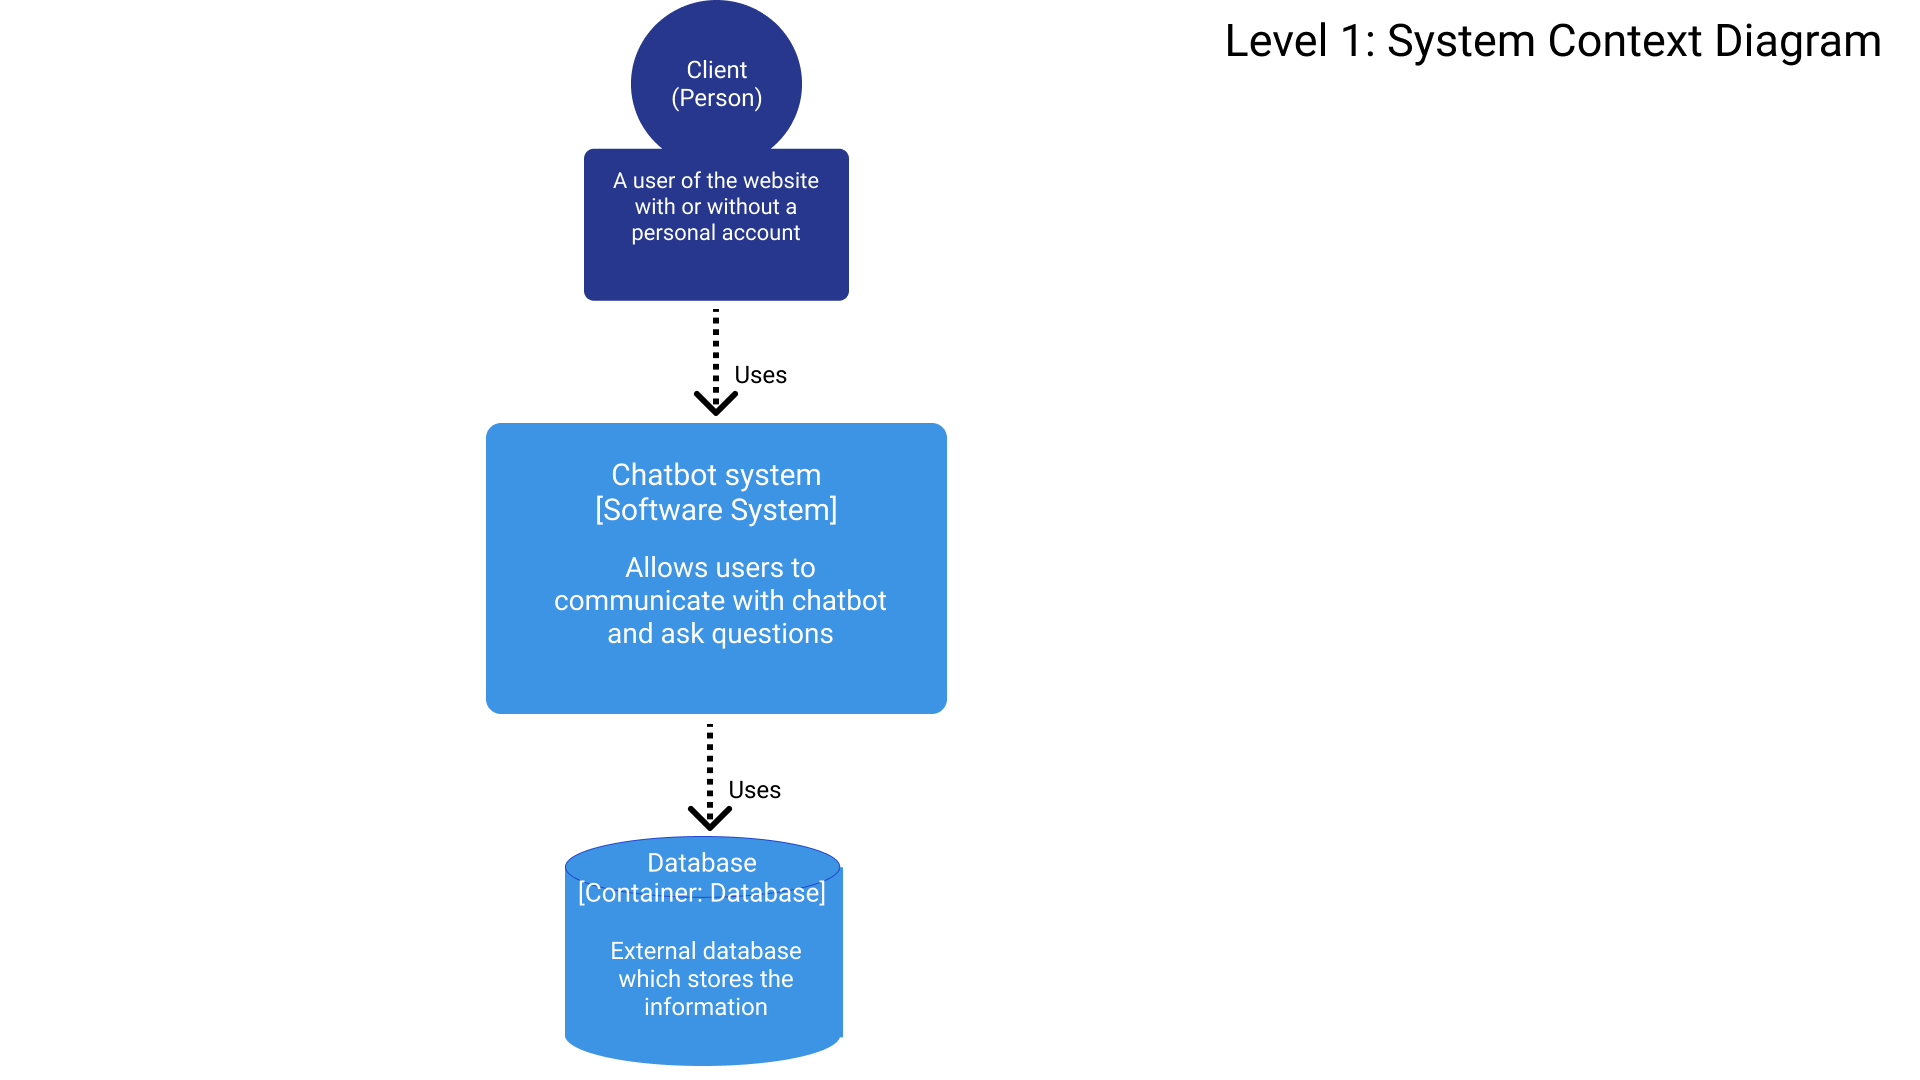 Level 1: System Context Diagram
Client
(Person)
A user of the website
with or without a
personal account
Uses
Chatbot system
[Software System]
Allows users to
communicate with chatbot
and ask questions
Uses
Database
[Container: Database]
External database
which stores the
information